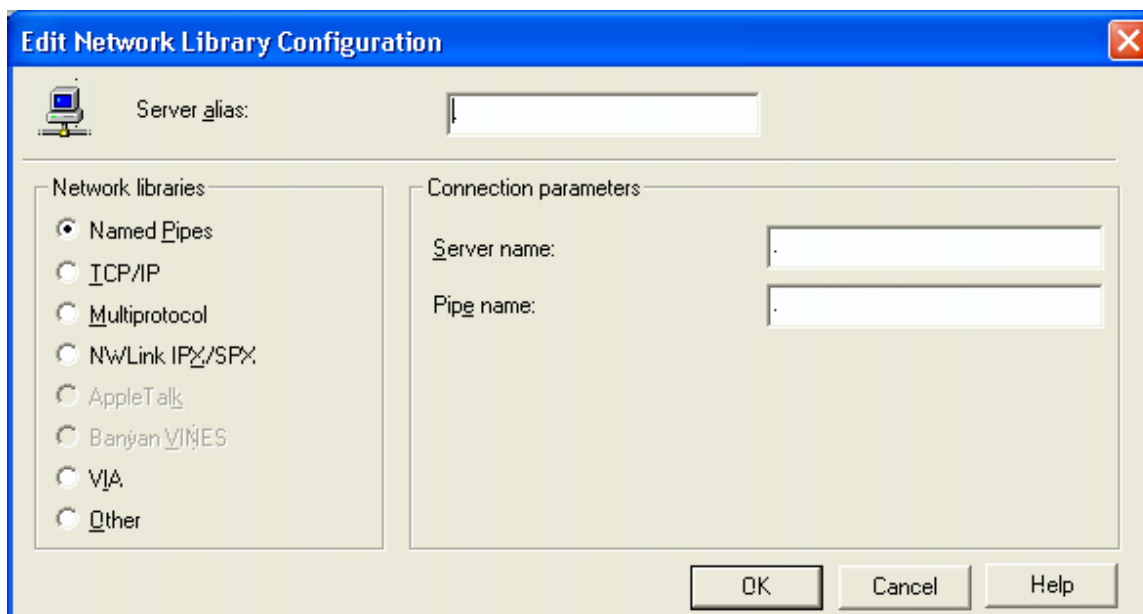 Edit Network Library Configuration
Server alias:
.
Network libraries
Connection parameters
Named Pipes
Server name:
.
TCP/IP
Pipe name:
.
Multiprotocol
NWLink IPX/SPX
AppleTalk
Banyan VINES
VIA
Other
OK
Cancel
Help